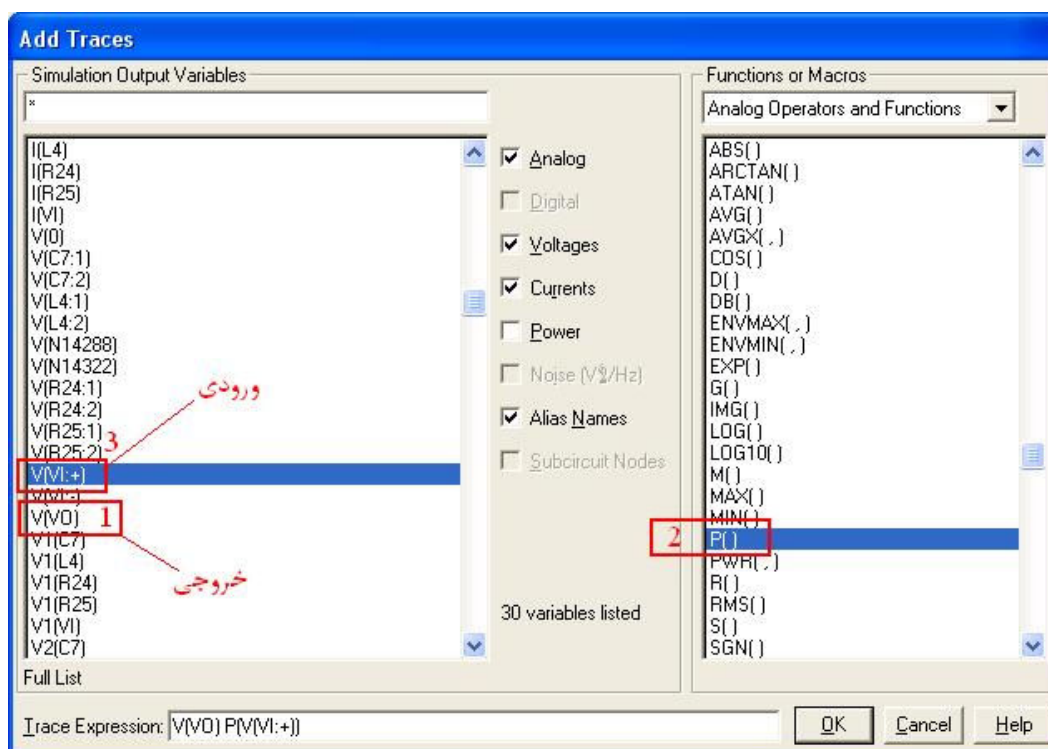 Add Traces
Simulation Output Variables
*
I(L4)
I(R24)
I(R25)
I(VI)
V(0)
V(C7:1)
V(C7:2)
V(L4:1)
V(L4:2)
V(N14288)
V(N14322)
V(R24:1)
V(R24:2)
V(R25:1)
V(R25:2)
V(VI:+)
V(VI:-)
V(VO)
V1(C7)
V1(L4)
V1(R24)
V1(R25)
V1(VI)
V2(C7)
Full List
ورودی
3
1
خروجی
Analog
Digital
Voltages
Currents
Power
Alias Names
Subcircuit Nodes
30 variables listed
Functions or Macros
Analog Operators and Functions
ABS( )
ARCTAN( )
ATAN( )
AVG( )
AVGX( , )
COS( )
D( )
DB( )
ENVMAX( , )
ENVMIN( , )
EXP( )
G( )
IMG( )
LOG( )
LOG10( )
M( )
MAX( )
MIN( )
2
P( )
PWR( , )
R( )
RMS( )
S( )
SGN( )
Trace Expression: V(VO) P(V(VI:+))
OK
Cancel
Help